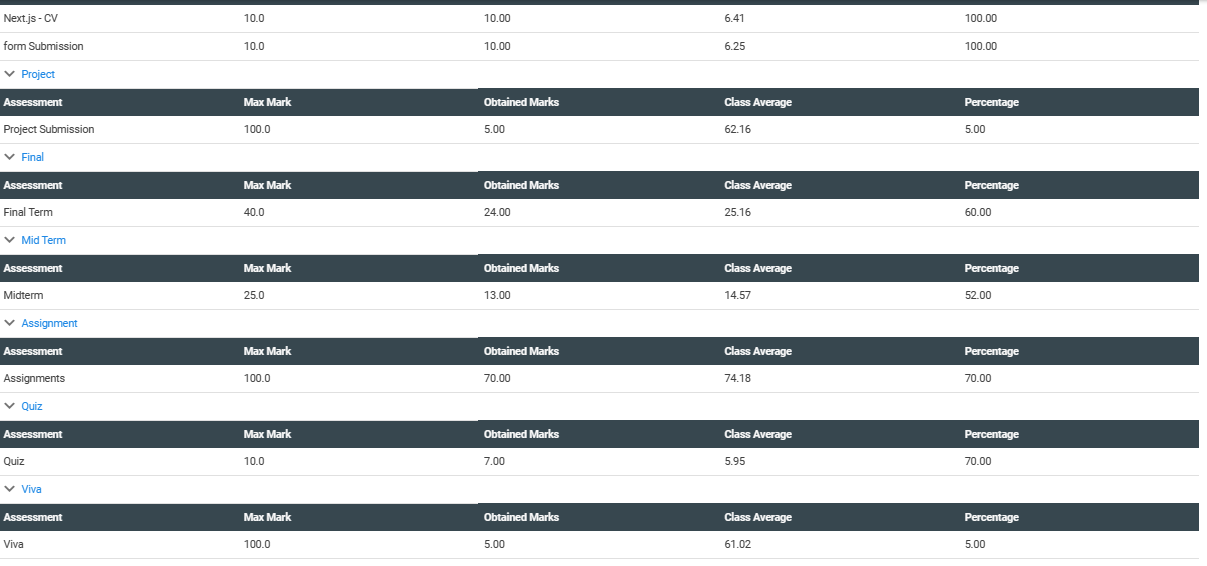 Next.js - CV 10.0 10.00 6.41 100.00
form Submission 10.0 10.00 6.25 100.00
Project
Assessment Max Mark Obtained Marks Class Average Percentage
Project Submission 100.0 5.00 62.16 5.00
Final
Assessment Max Mark Obtained Marks Class Average Percentage
Final Term 40.0 24.00 25.16 60.00
Mid Term
Assessment Max Mark Obtained Marks Class Average Percentage
Midterm 25.0 13.00 14.57 52.00
Assignment
Assessment Max Mark Obtained Marks Class Average Percentage
Assignments 100.0 70.00 74.18 70.00
Quiz
Assessment Max Mark Obtained Marks Class Average Percentage
Quiz 10.0 7.00 5.95 70.00
Viva
Assessment Max Mark Obtained Marks Class Average Percentage
Viva 100.0 5.00 61.02 5.00